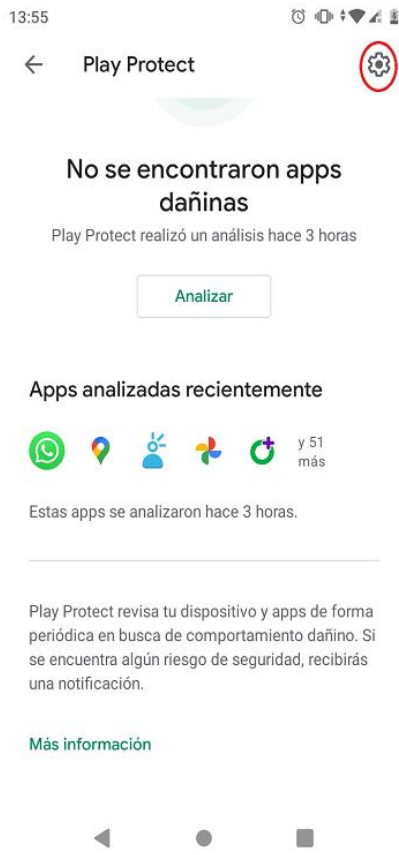 13:55
Play Protect
No se encontraron apps
dañinas
Play Protect realizó un análisis hace 3 horas
Analizar
Apps analizadas recientemente
y 51
más
Estas apps se analizaron hace 3 horas.
Play Protect revisa tu dispositivo y apps de forma
periódica en busca de comportamiento dañino. Si
se encuentra algún riesgo de seguridad, recibirás
una notificación.
Más información